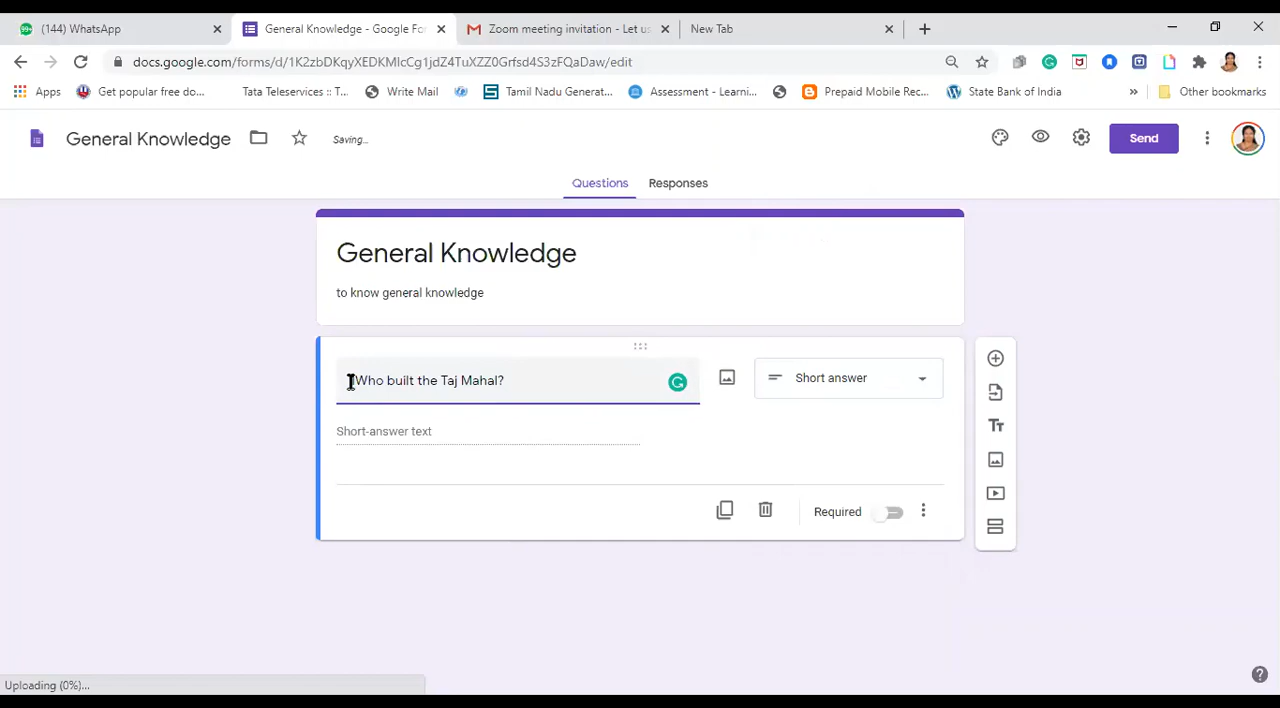 (144) WhatsApp
General Knowledge - Google Fo
Zoom meeting invitation - Let us
New Tab
docs.google.com/forms/d/
/edit
Apps
Get popular free do...
Tata Teleservices :: T...
Write Mail
Tamil Nadu Generat...
Assessment - Learni...
Prepaid Mobile Rec...
State Bank of India
»
Other bookmarks
General Knowledge
Saving...
Send
Questions
Responses
General Knowledge
to know general knowledge
Who built the Taj Mahal?
Short answer
Short-answer text
Tt
Required
Uploading (0%)...